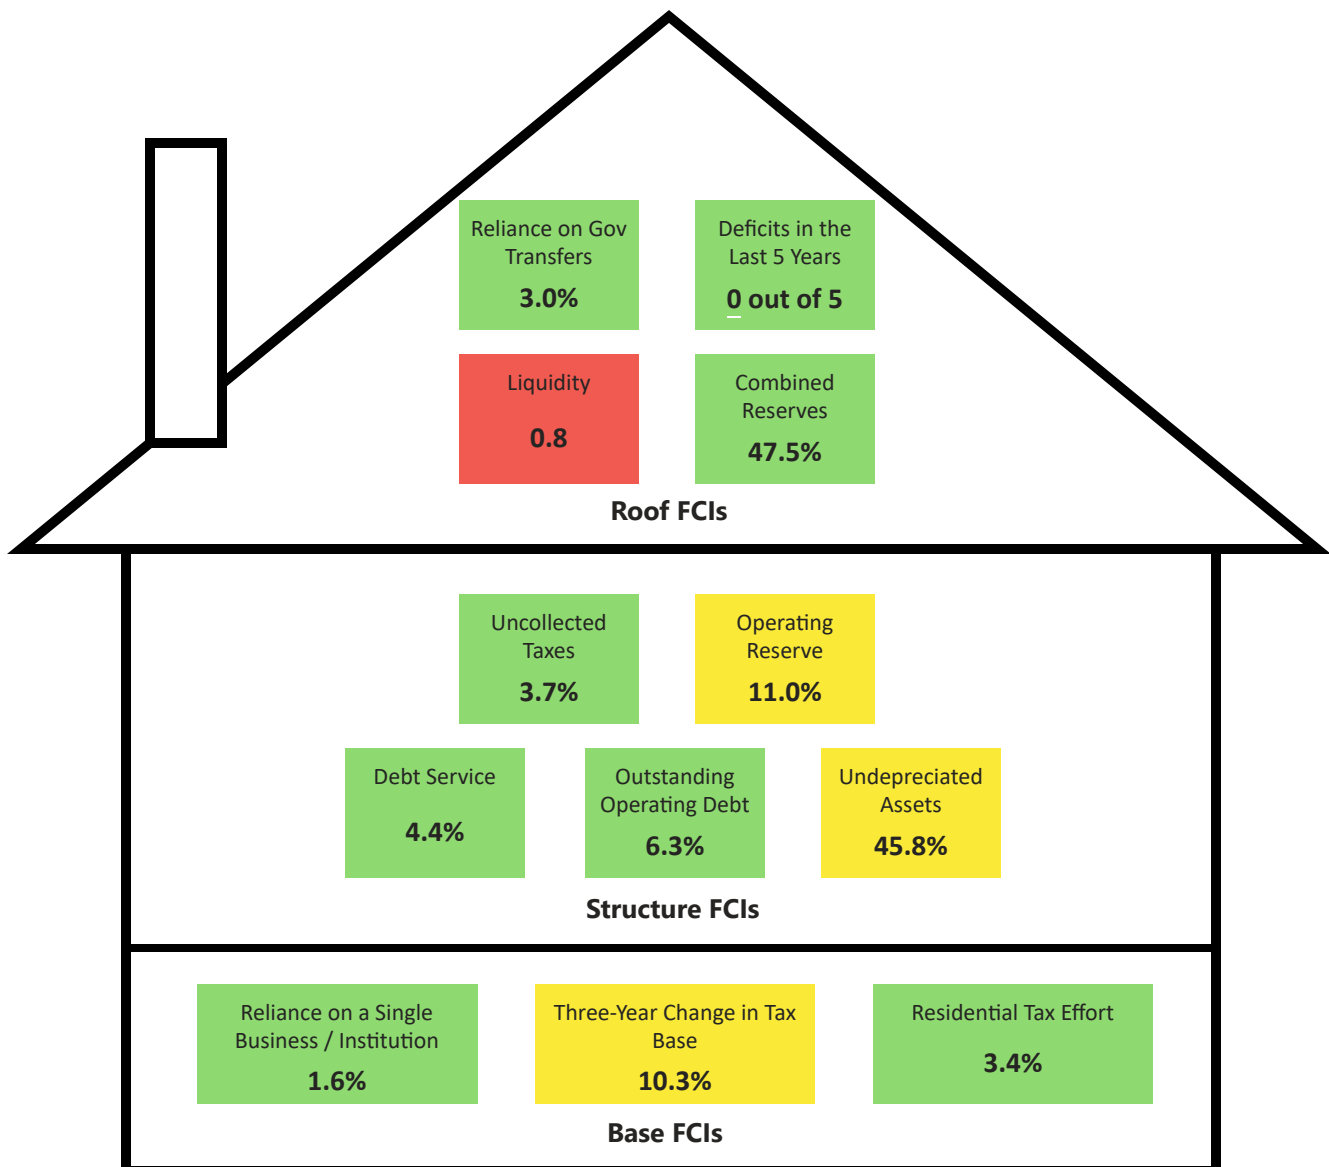 Reliance on Gov
Transfers
3.0%
Deficits in the
Last 5 Years
0 out of 5
Liquidity
0.8
Combined
Reserves
47.5%
Roof FCIs
Uncollected
Taxes
3.7%
Operating
Reserve
11.0%
Debt Service
4.4%
Outstanding
Operating Debt
6.3%
Undepreciated
Assets
45.8%
Structure FCIs
Reliance on a Single
Business / Institution
1.6%
Three-Year Change in Tax
Base
10.3%
Residential Tax Effort
3.4%
Base FCIs